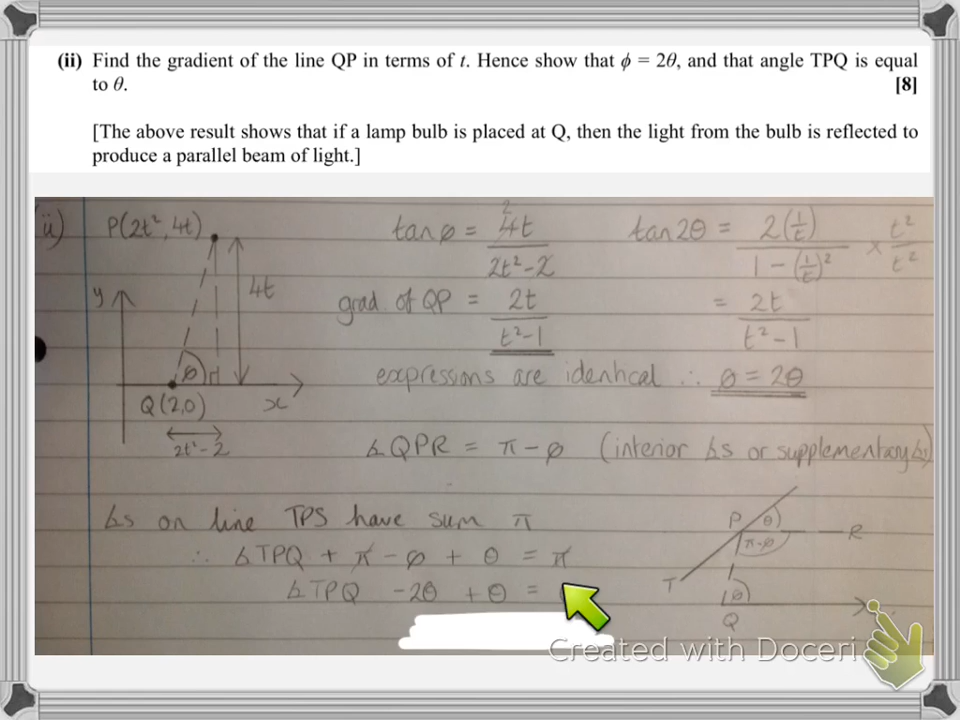 (ii) Find the gradient of the line QP in terms of t. Hence show that ϕ = 2θ, and that angle TPQ is equal
to θ. [8]
[The above result shows that if a lamp bulb is placed at Q, then the light from the bulb is reflected to
produce a parallel beam of light.]
ii) P(2t², 4t)
tan ø = 4t / 2t² - 2
2
tan 2θ = 2(1/t) / 1 - (1/t)² × t²/t²
y
4t
grad of QP = 2t / t² - 1
= 2t / t² - 1
ø
expressions are identical ∴ ø = 2θ
Q(2,0) x
2t² - 2
∠QPR = π - ø (interior ∠s or supplementary ∠s)
∠s on line TPS have sum π
P θ R
π-ø
∴ ∠TPQ + π - ø + θ = π
T
∠TPQ - 2θ + θ =
ø
Q
Created with Doceri